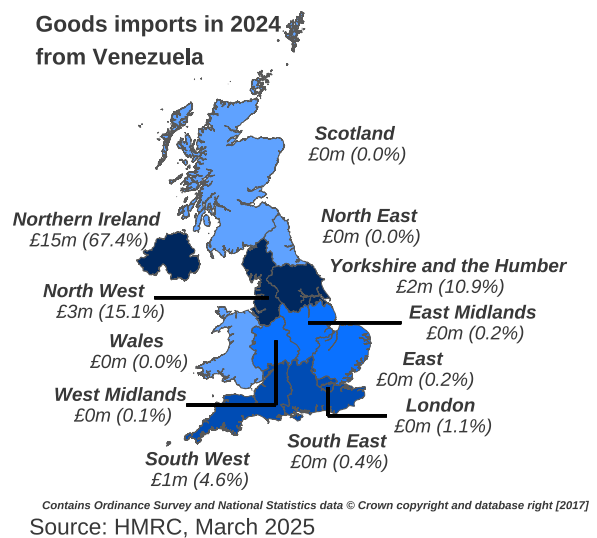 Goods imports in 2024
from Venezuela
Scotland
£0m (0.0%)
Northern Ireland
£15m (67.4%)
North East
£0m (0.0%)
Yorkshire and the Humber
£2m (10.9%)
North West
£3m (15.1%)
East Midlands
£0m (0.2%)
Wales
£0m (0.0%)
East
£0m (0.2%)
West Midlands
£0m (0.1%)
London
£0m (1.1%)
South East
£0m (0.4%)
South West
£1m (4.6%)
Contains Ordinance Survey and National Statistics data © Crown copyright and database right [2017]
Source: HMRC, March 2025